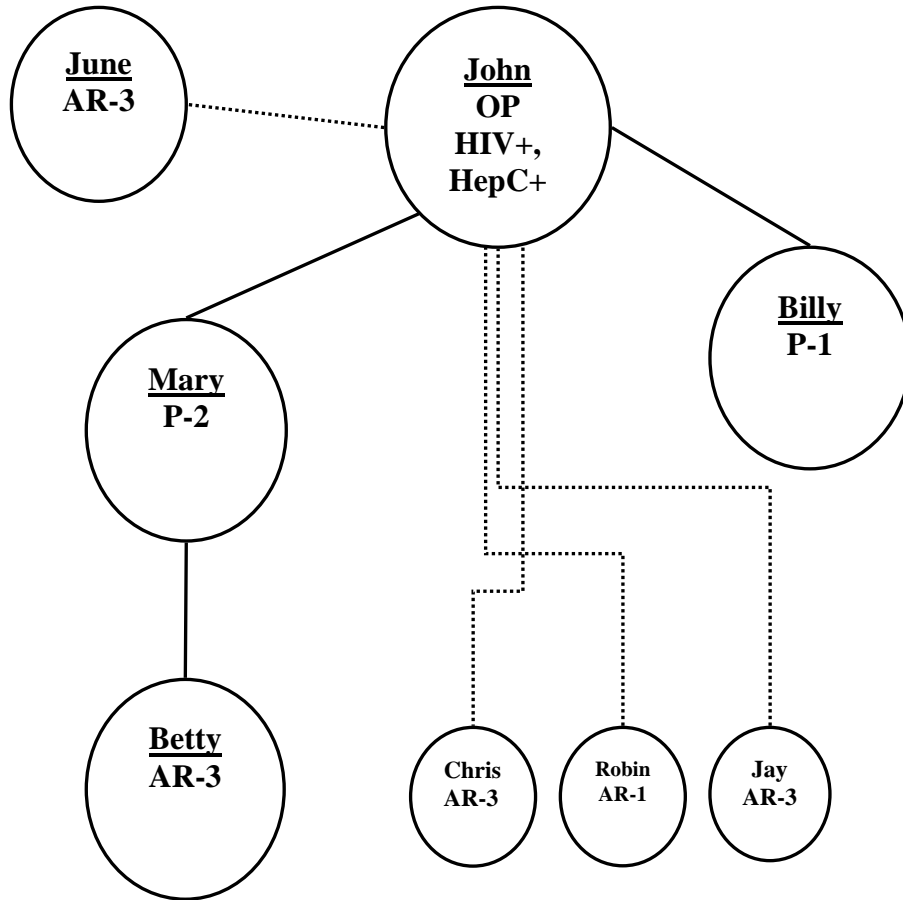 June
AR-3
John
OP
HIV+,
HepC+
Billy
P-1
Mary
P-2
Betty
AR-3
Chris
AR-3
Robin
AR-1
Jay
AR-3